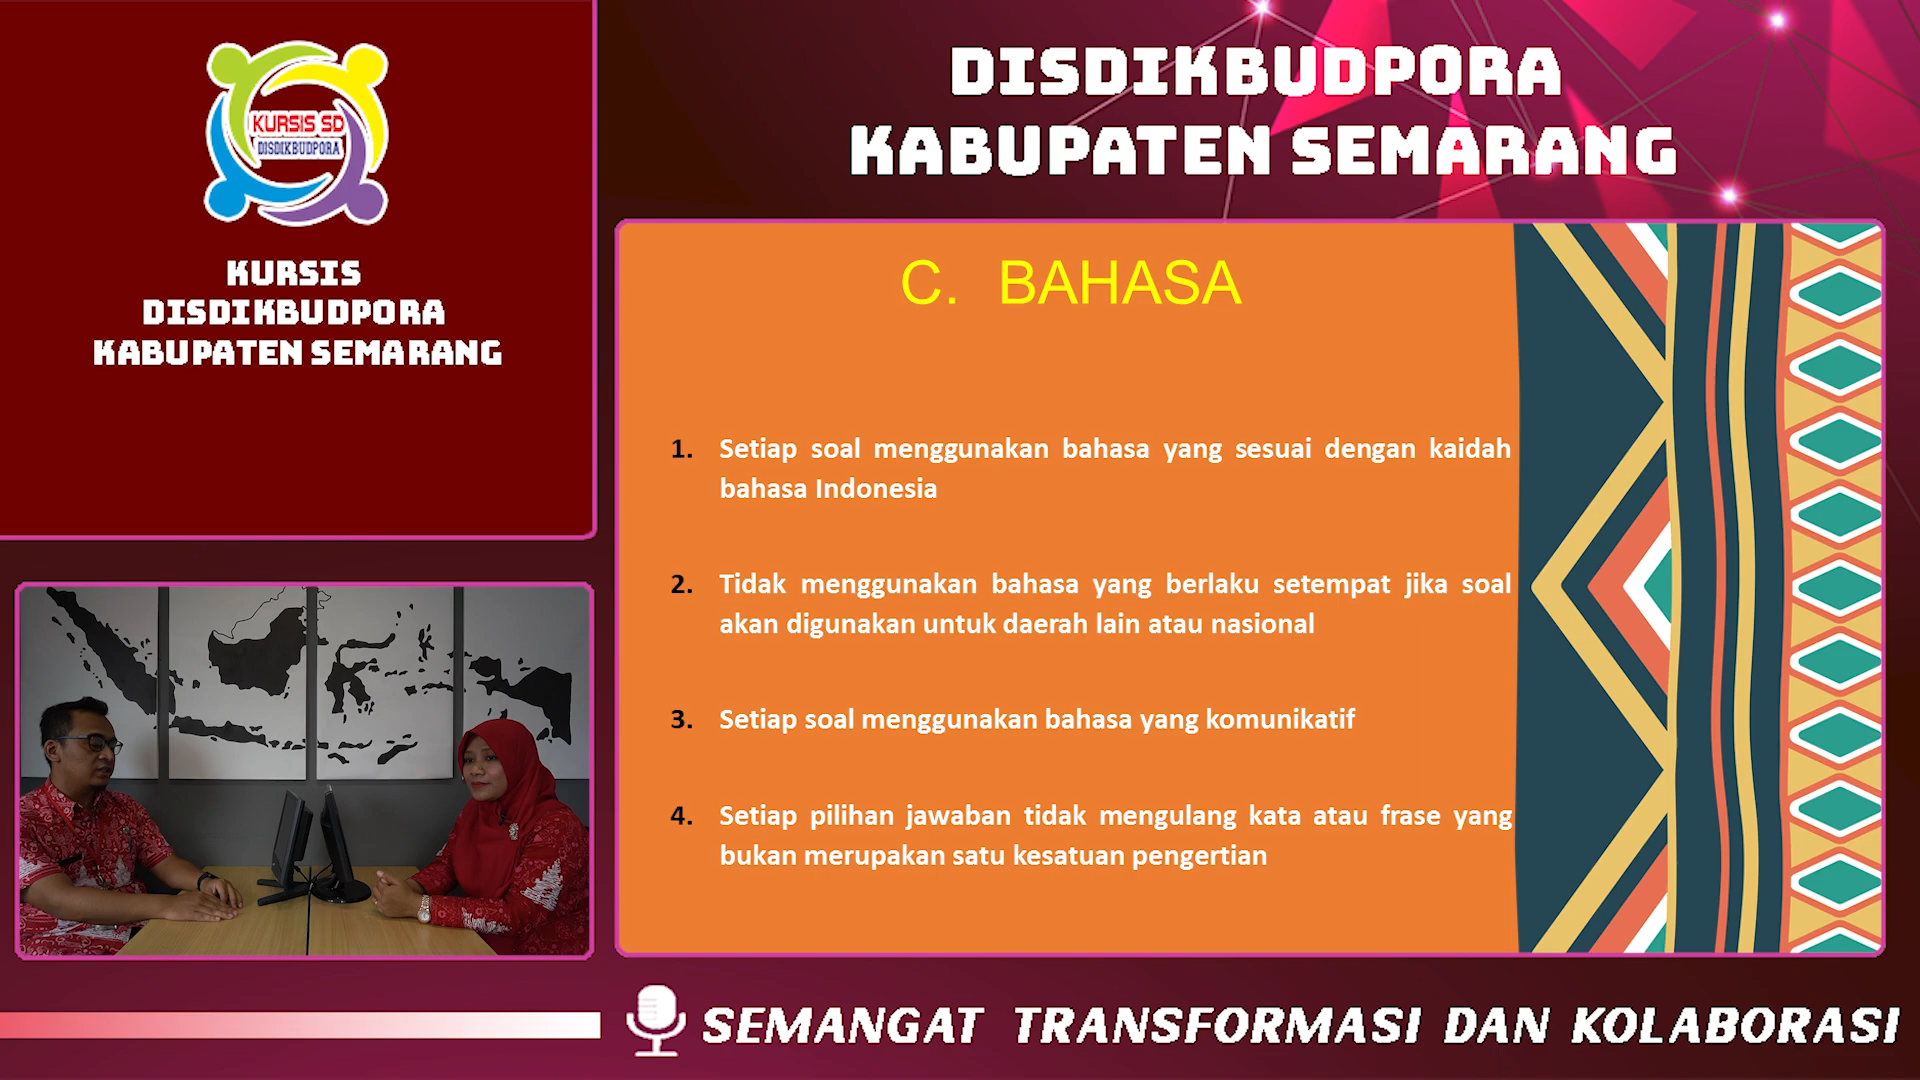 KURSIS SD
DISDIKBUDPORA
KURSIS
DISDIKBUDPORA
KABUPATEN SEMARANG
DISDIKBUDPORA
KABUPATEN SEMARANG
C. BAHASA
1. Setiap soal menggunakan bahasa yang sesuai dengan kaidah
bahasa Indonesia
2. Tidak menggunakan bahasa yang berlaku setempat jika soal
akan digunakan untuk daerah lain atau nasional
3. Setiap soal menggunakan bahasa yang komunikatif
4. Setiap pilihan jawaban tidak mengulang kata atau frase yang
bukan merupakan satu kesatuan pengertian
SEMANGAT TRANSFORMASI DAN KOLABORASI